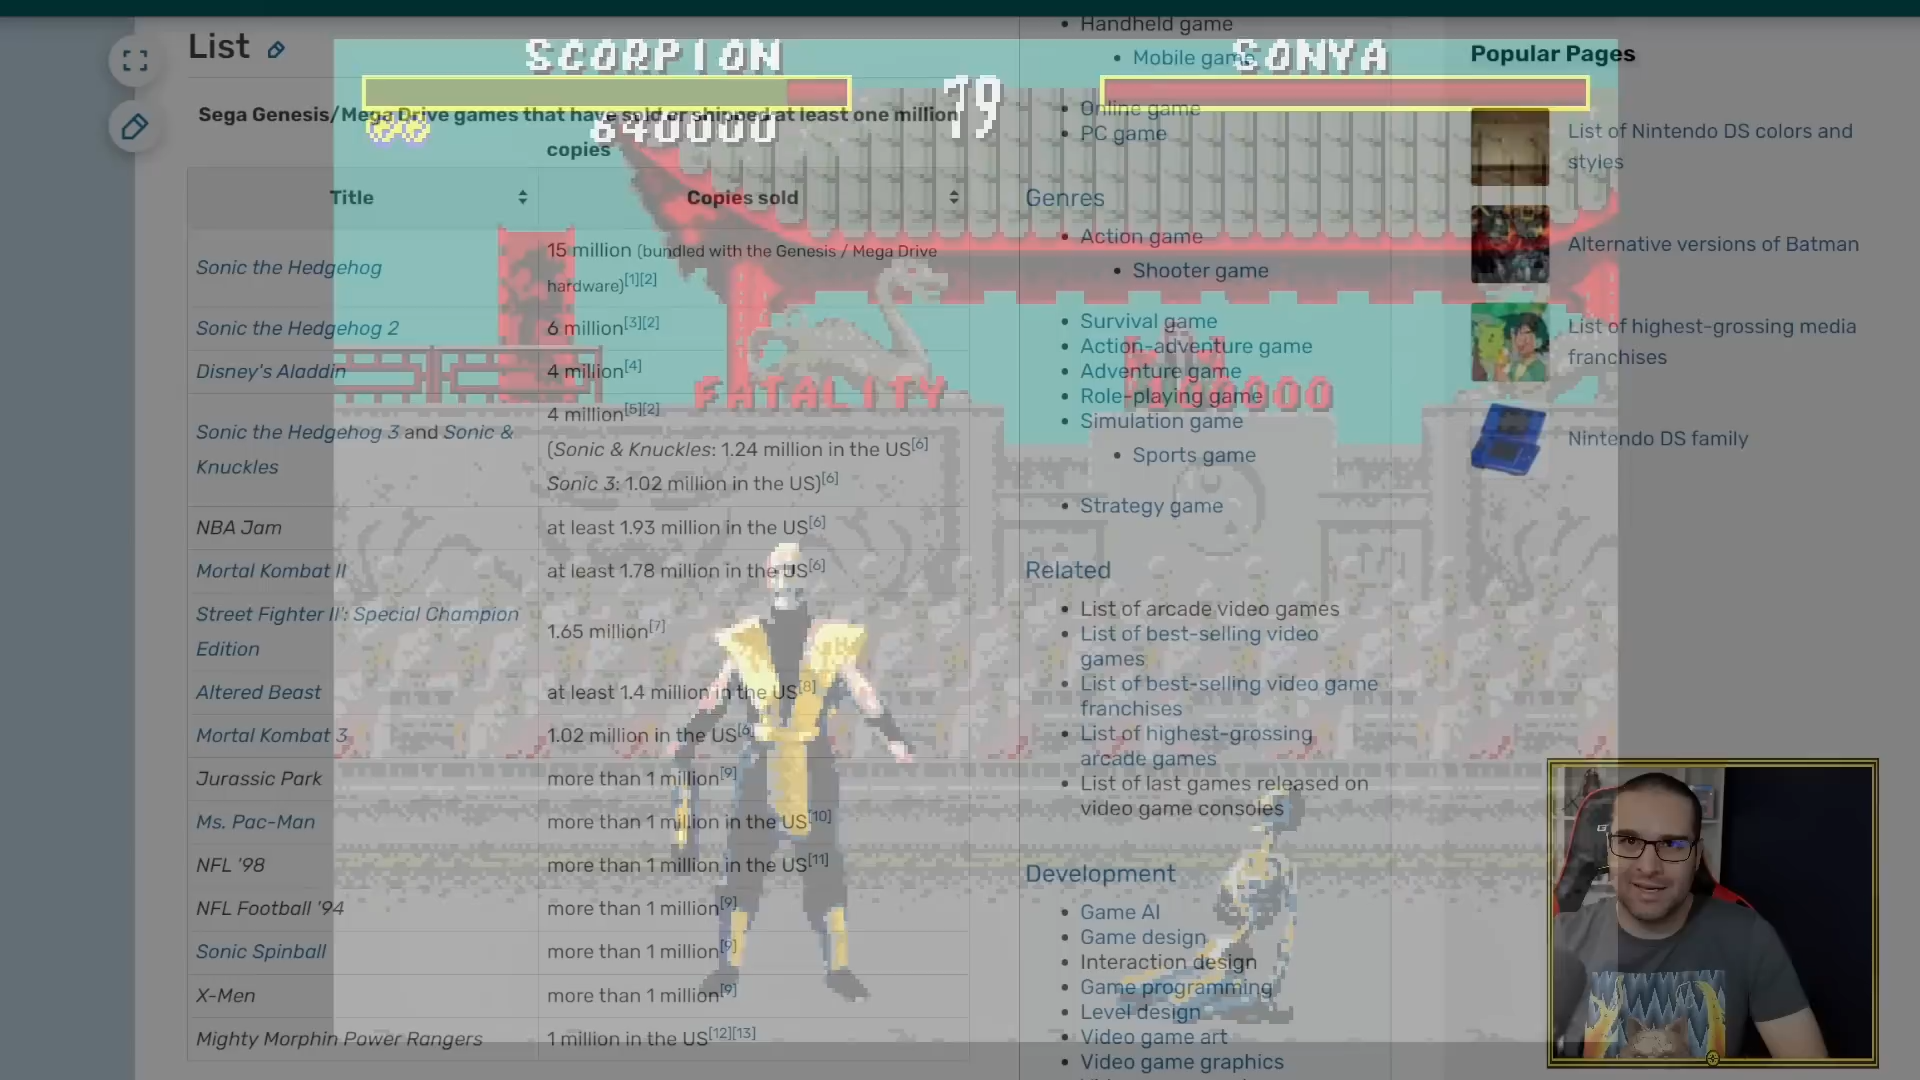 List
SCORPION
SONYA
79
640000
Sega Genesis/Mega Drive games that have sold or shipped at least one million
copies
Title
Copies sold
Sonic the Hedgehog
15 million (bundled with the Genesis / Mega Drive
hardware)[1][2]
Sonic the Hedgehog 2
6 million[3][2]
Disney's Aladdin
4 million[4]
FATALITY
Sonic the Hedgehog 3 and Sonic &
Knuckles
4 million[5][2]
(Sonic & Knuckles: 1.24 million in the US[6]
Sonic 3: 1.02 million in the US)[6]
NBA Jam
at least 1.93 million in the US[6]
Mortal Kombat II
at least 1.78 million in the US[6]
Street Fighter II': Special Champion
Edition
1.65 million[7]
Altered Beast
at least 1.4 million in the US[8]
Mortal Kombat 3
1.02 million in the US[6]
Jurassic Park
more than 1 million[9]
Ms. Pac-Man
more than 1 million in the US[10]
NFL '98
more than 1 million in the US[11]
NFL Football '94
more than 1 million[9]
Sonic Spinball
more than 1 million[9]
X-Men
more than 1 million[9]
Mighty Morphin Power Rangers
1 million in the US[12][13]
Handheld game
Mobile game
Online game
PC game
Genres
Action game
Shooter game
Survival game
Action-adventure game
Adventure game
Role-playing game
Simulation game
Sports game
Strategy game
Related
List of arcade video games
List of best-selling video
games
List of best-selling video game
franchises
List of highest-grossing
arcade games
List of last games released on
video game consoles
Development
Game AI
Game design
Interaction design
Game programming
Level design
Video game art
Video game graphics
Popular Pages
List of Nintendo DS colors and
styles
Alternative versions of Batman
List of highest-grossing media
franchises
Nintendo DS family